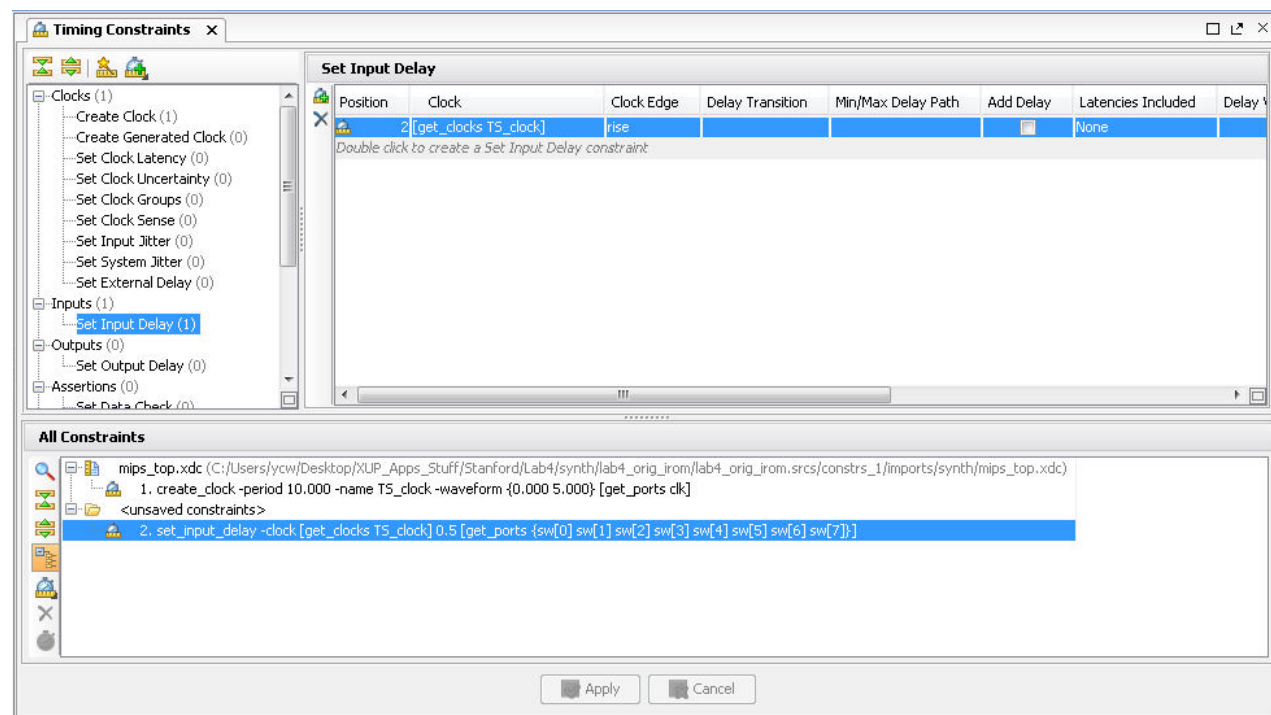 Timing Constraints
Set Input Delay
Clocks (1)
Create Clock (1)
Create Generated Clock (0)
Set Clock Latency (0)
Set Clock Uncertainty (0)
Set Clock Groups (0)
Set Clock Sense (0)
Set Input Jitter (0)
Set System Jitter (0)
Set External Delay (0)
Inputs (1)
Set Input Delay (1)
Outputs (0)
Set Output Delay (0)
Assertions (0)
Set Data Check (0)
Position Clock Clock Edge Delay Transition Min/Max Delay Path Add Delay Latencies Included Delay
2 [get_clocks TS_clock] rise None
Double click to create a Set Input Delay constraint
All Constraints
mips_top.xdc (C:/Users/ycw/Desktop/XUP_Apps_Stuff/Stanford/Lab4/synth/lab4_orig_irom/lab4_orig_irom.srcs/constrs_1/imports/synth/mips_top.xdc)
1. create_clock -period 10.000 -name TS_clock -waveform {0.000 5.000} [get_ports clk]
<unsaved constraints>
2. set_input_delay -clock [get_clocks TS_clock] 0.5 [get_ports {sw[0] sw[1] sw[2] sw[3] sw[4] sw[5] sw[6] sw[7]}]
Apply Cancel